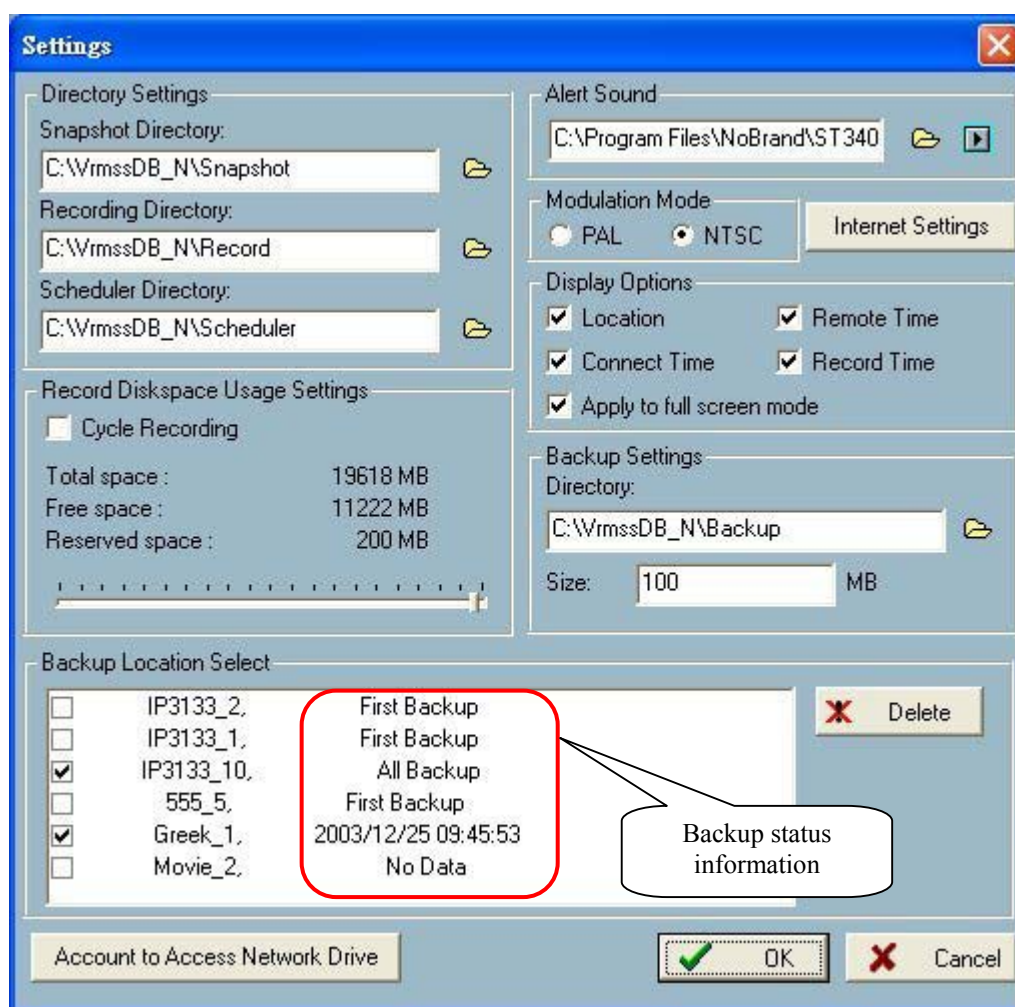 Settings
Directory Settings
Snapshot Directory:
C:\VrmssDB_N\Snapshot
Recording Directory:
C:\VrmssDB_N\Record
Scheduler Directory:
C:\VrmssDB_N\Scheduler
Record Diskspace Usage Settings
Cycle Recording
Total space : 19618 MB
Free space : 11222 MB
Reserved space : 200 MB
Alert Sound
C:\Program Files\NoBrand\ST340
Modulation Mode
PAL NTSC
Internet Settings
Display Options
Location Remote Time
Connect Time Record Time
Apply to full screen mode
Backup Settings
Directory:
C:\VrmssDB_N\Backup
Size: 100 MB
Backup Location Select
IP3133_2, First Backup
IP3133_1, First Backup
IP3133_10, All Backup
555_5, First Backup
Greek_1, 2003/12/25 09:45:53
Movie_2, No Data
Delete
Backup status
information
Account to Access Network Drive
OK
Cancel